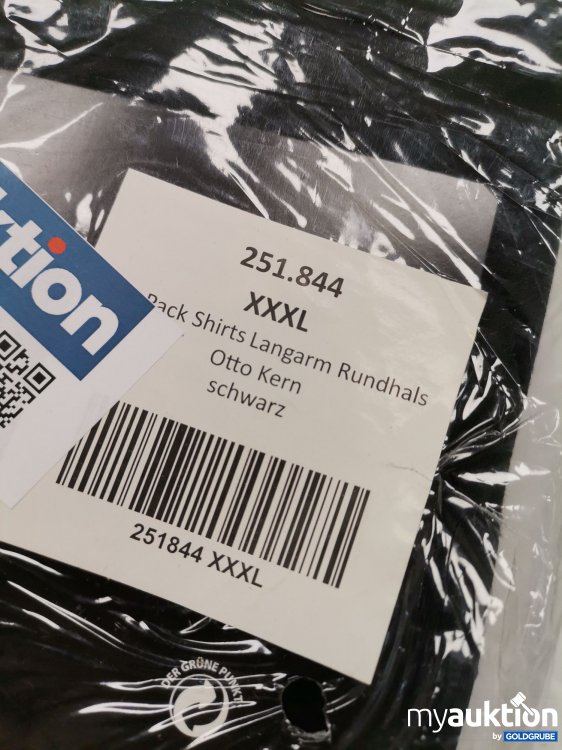 ktion
251.844
XXXL
Pack Shirts Langarm Rundhals
Otto Kern
schwarz
251844 XXXL
DER GRÜNE PUNKT
myauktion
by GOLDGRUBE